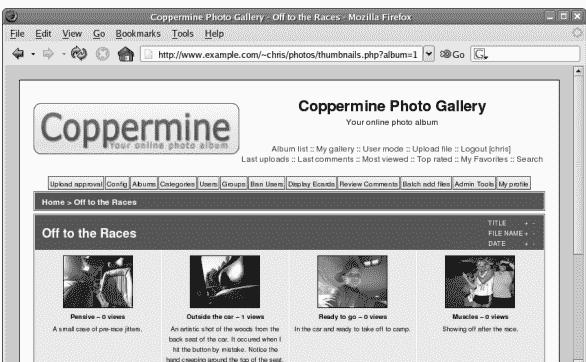 Coppermine Photo Gallery - Off to the Races - Mozilla Firefox
File Edit View Go Bookmarks Tools Help
http://www.example.com/~chris/photos/thumbnails.php?album=1 Go G
Coppermine
Your online photo album
Coppermine Photo Gallery
Your online photo album
Album list :: My gallery :: User mode :: Upload file :: Logout [chris]
Last uploads :: Last comments :: Most viewed :: Top rated :: My Favorites :: Search
Upload approval Config Albums Categories Users Groups Ban Users Display Ecards Review Comments Batch add files Admin Tools My profile
Home > Off to the Races
Off to the Races
TITLE + -
FILE NAME + -
DATE + -
Pensive – 0 views
A small case of pre-race jitters.
Outside the car – 1 views
An artistic shot of the woods from the
back seat of the car. It occured when I
hit the button by mistake. Notice the
hand creeping around the top of the seat.
Ready to go – 0 views
In the car and ready to take off to camp.
Muscles – 0 views
Showing off after the race.